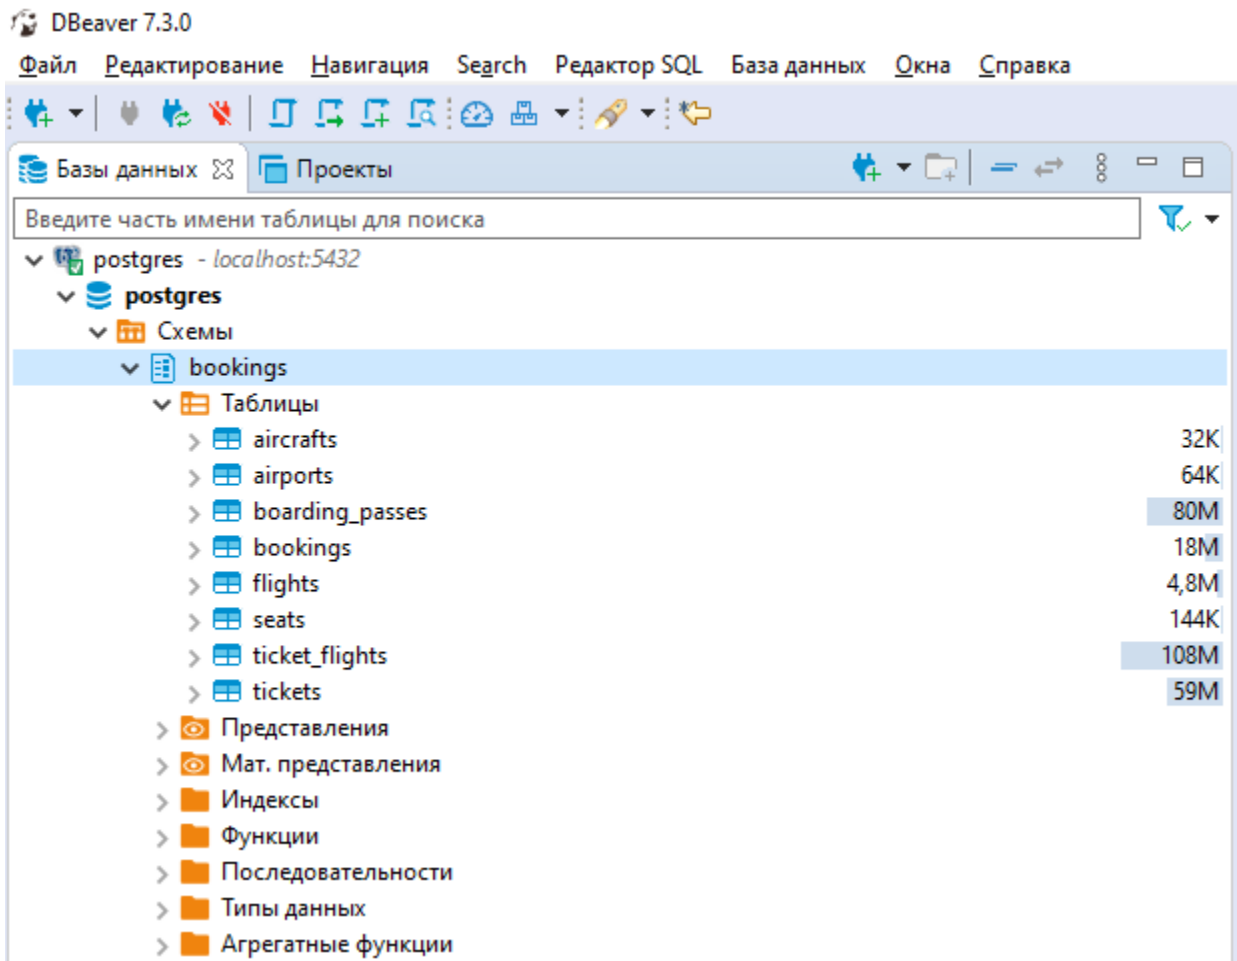 DBeaver 7.3.0
Файл Редактирование Навигация Search Редактор SQL База данных Окна Справка
Базы данных Проекты
Введите часть имени таблицы для поиска
postgres - localhost:5432
postgres
Схемы
bookings
Таблицы
aircrafts 32K
airports 64K
boarding_passes 80M
bookings 18M
flights 4,8M
seats 144K
ticket_flights 108M
tickets 59M
Представления
Мат. представления
Индексы
Функции
Последовательности
Типы данных
Агрегатные функции